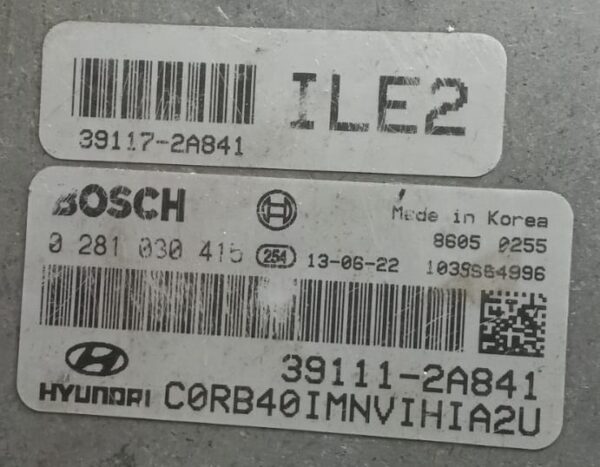 ILE2
39117-2A841
BOSCH
Made in Korea
8605 0255
0 281 030 415 254 13-06-22
39111-2A841
HYUNDAI C0RB40IMNVIHIA2U